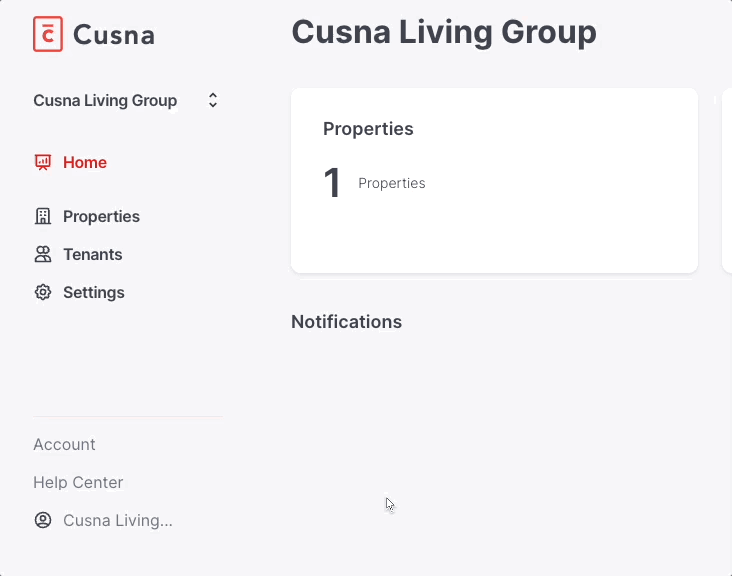 Cusna
Cusna Living Group
Home
Properties
Tenants
Settings
Account
Help Center
Cusna Living...
Cusna Living Group
Properties
1 Properties
Notifications